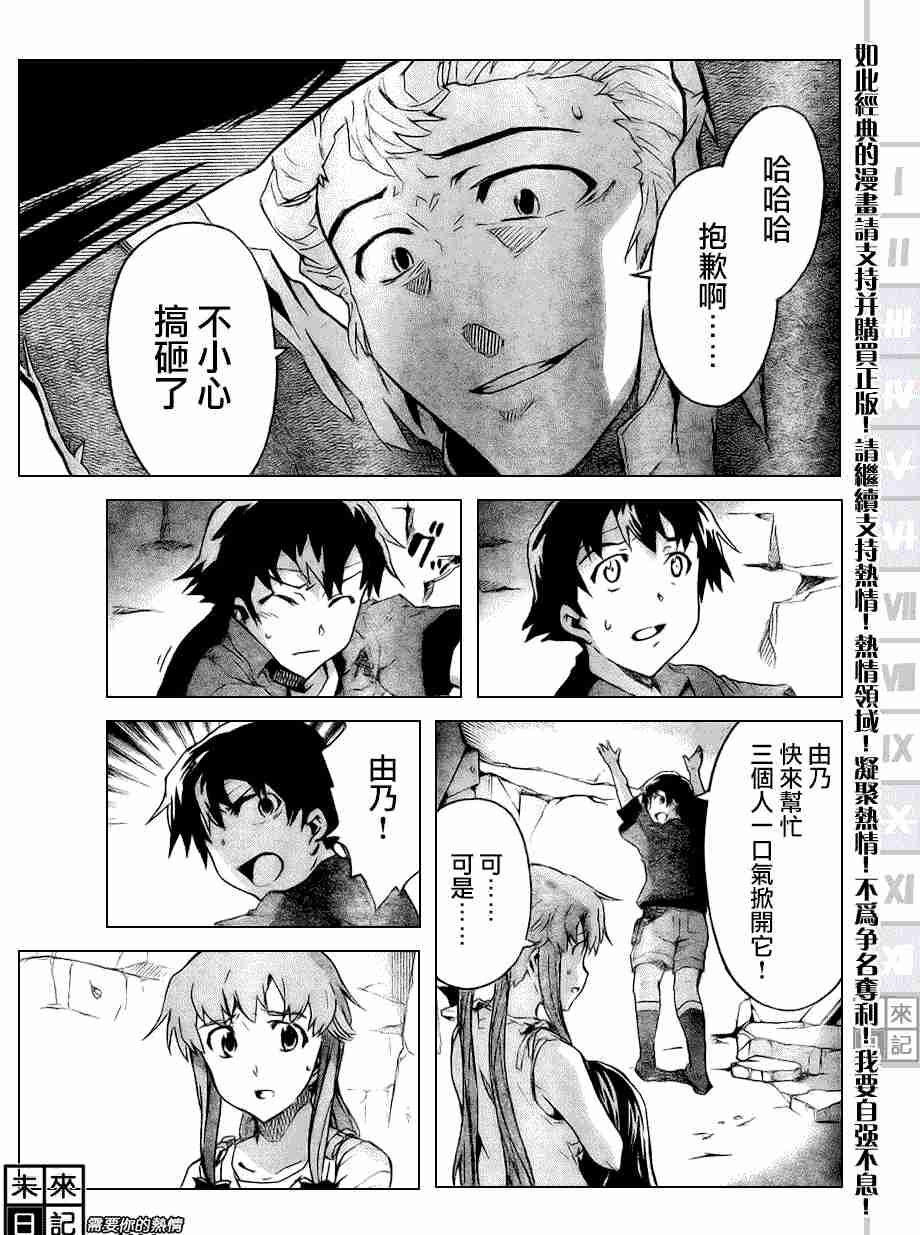 哈哈哈
抱歉啊……
不小心
搞砸了
由乃
快來幫忙
三個人一口氣掀開它！
可……
可是……
由乃！
如此經典的漫畫請支持并購買正版！請繼續支持熱情！熱情領域！凝聚熱情！不爲争名奪利！我要自强不息！
I
II
III
IV
V
VI
VII
VIII
IX
X
XI
XII
來
記
未來
日記
需要你的熱情